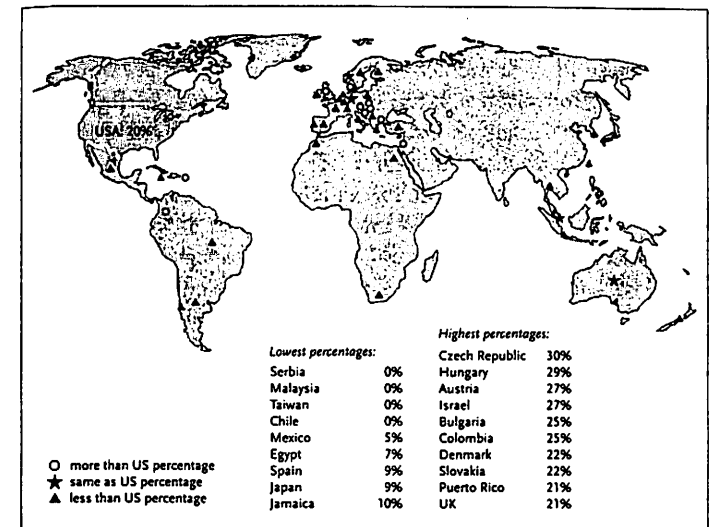 USA: 20%
Lowest percentages:
Serbia 0%
Malaysia 0%
Taiwan 0%
Chile 0%
Mexico 5%
Egypt 7%
Spain 9%
Japan 9%
Jamaica 10%
Highest percentages:
Czech Republic 30%
Hungary 29%
Austria 27%
Israel 27%
Bulgaria 25%
Colombia 25%
Denmark 22%
Slovakia 22%
Puerto Rico 21%
UK 21%
O more than US percentage
★ same as US percentage
▲ less than US percentage